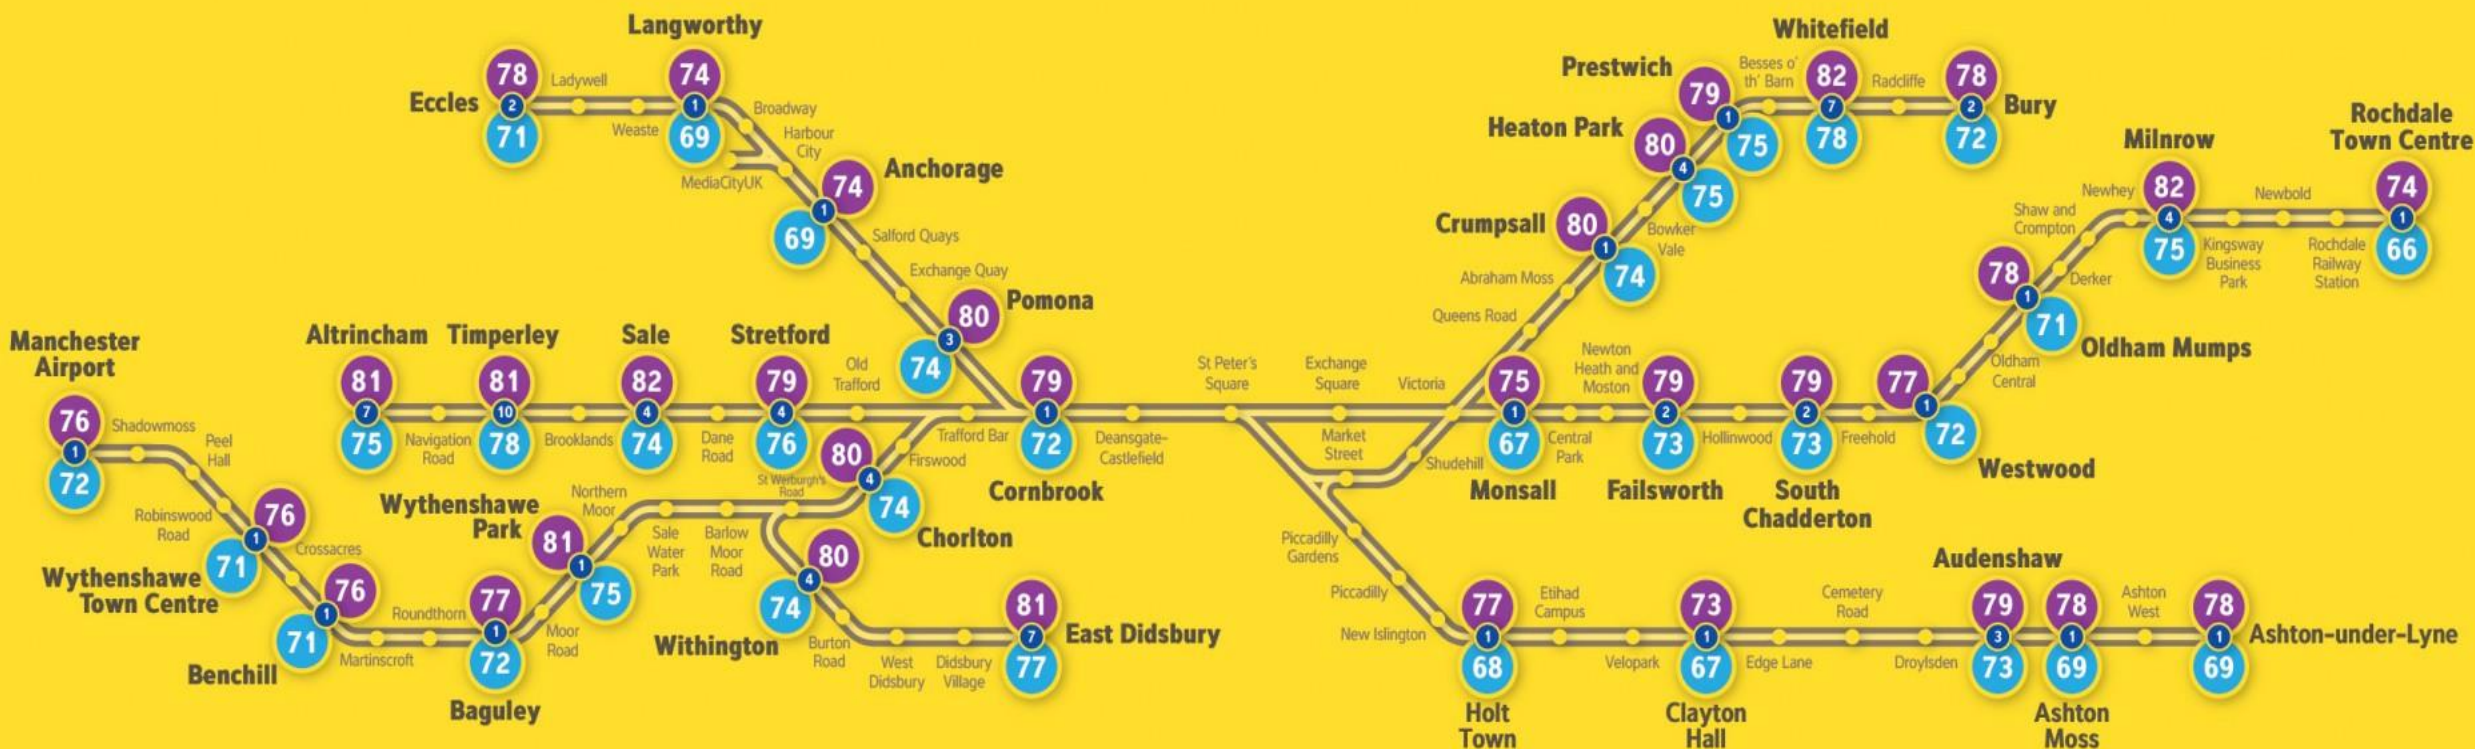 Langworthy
78
Ladywell
74
Eccles
2
1
Broadway
71
Weaste
69
Harbour
City
MediaCityUK
74
Anchorage
1
69
Salford Quays
Exchange Quay
80
Pomona
3
74
Whitefield
Prestwich
Besses o'
th' Barn
82
Radcliffe
78
79
7
2
Bury
1
75
78
72
Heaton Park
80
4
75
Crumpsall
80
Bowker
Vale
1
74
Abraham Moss
Queens Road
Rochdale
Town Centre
Milnrow
Newhey
82
Newbold
74
Shaw and
Crompton
4
1
75
Kingsway
Business
Park
Rochdale
Railway
Station
66
78
Derker
1
71
Oldham Mumps
Oldham
Central
Manchester
Airport
76
Shadowmoss
1
Peel
Hall
72
Robinswood
Road
76
1
71
Crossacres
Wythenshawe
Town Centre
76
1
71
Benchill
Roundthorn
Martinscroft
77
1
72
Baguley
Moor
Road
Wythenshawe
Park
81
1
75
Northern
Moor
Sale
Water
Park
Barlow
Moor
Road
St Werburgh's
Road
Altrincham
Timperley
Sale
Stretford
Old
Trafford
81
81
82
79
79
7
10
4
4
1
75
Navigation
Road
78
Brooklands
74
Dane
Road
76
Trafford Bar
72
Cornbrook
Deansgate-
Castlefield
80
Firswood
4
74
Chorlton
80
4
74
Withington
Burton
Road
West
Didsbury
Didsbury
Village
81
7
77
East Didsbury
St Peter's
Square
Exchange
Square
Victoria
Market
Street
Shudehill
75
Newton
Heath and
Moston
79
79
77
1
2
2
1
67
Central
Park
73
Hollinwood
73
Freehold
72
Monsall
Failsworth
South
Chadderton
Westwood
Piccadilly
Gardens
Piccadilly
New Islington
Audenshaw
77
Etihad
Campus
73
Cemetery
Road
79
78
Ashton
West
78
1
1
3
1
1
Ashton-under-Lyne
68
Velopark
67
Edge Lane
Droylsden
73
69
69
Holt
Town
Clayton
Hall
Ashton
Moss